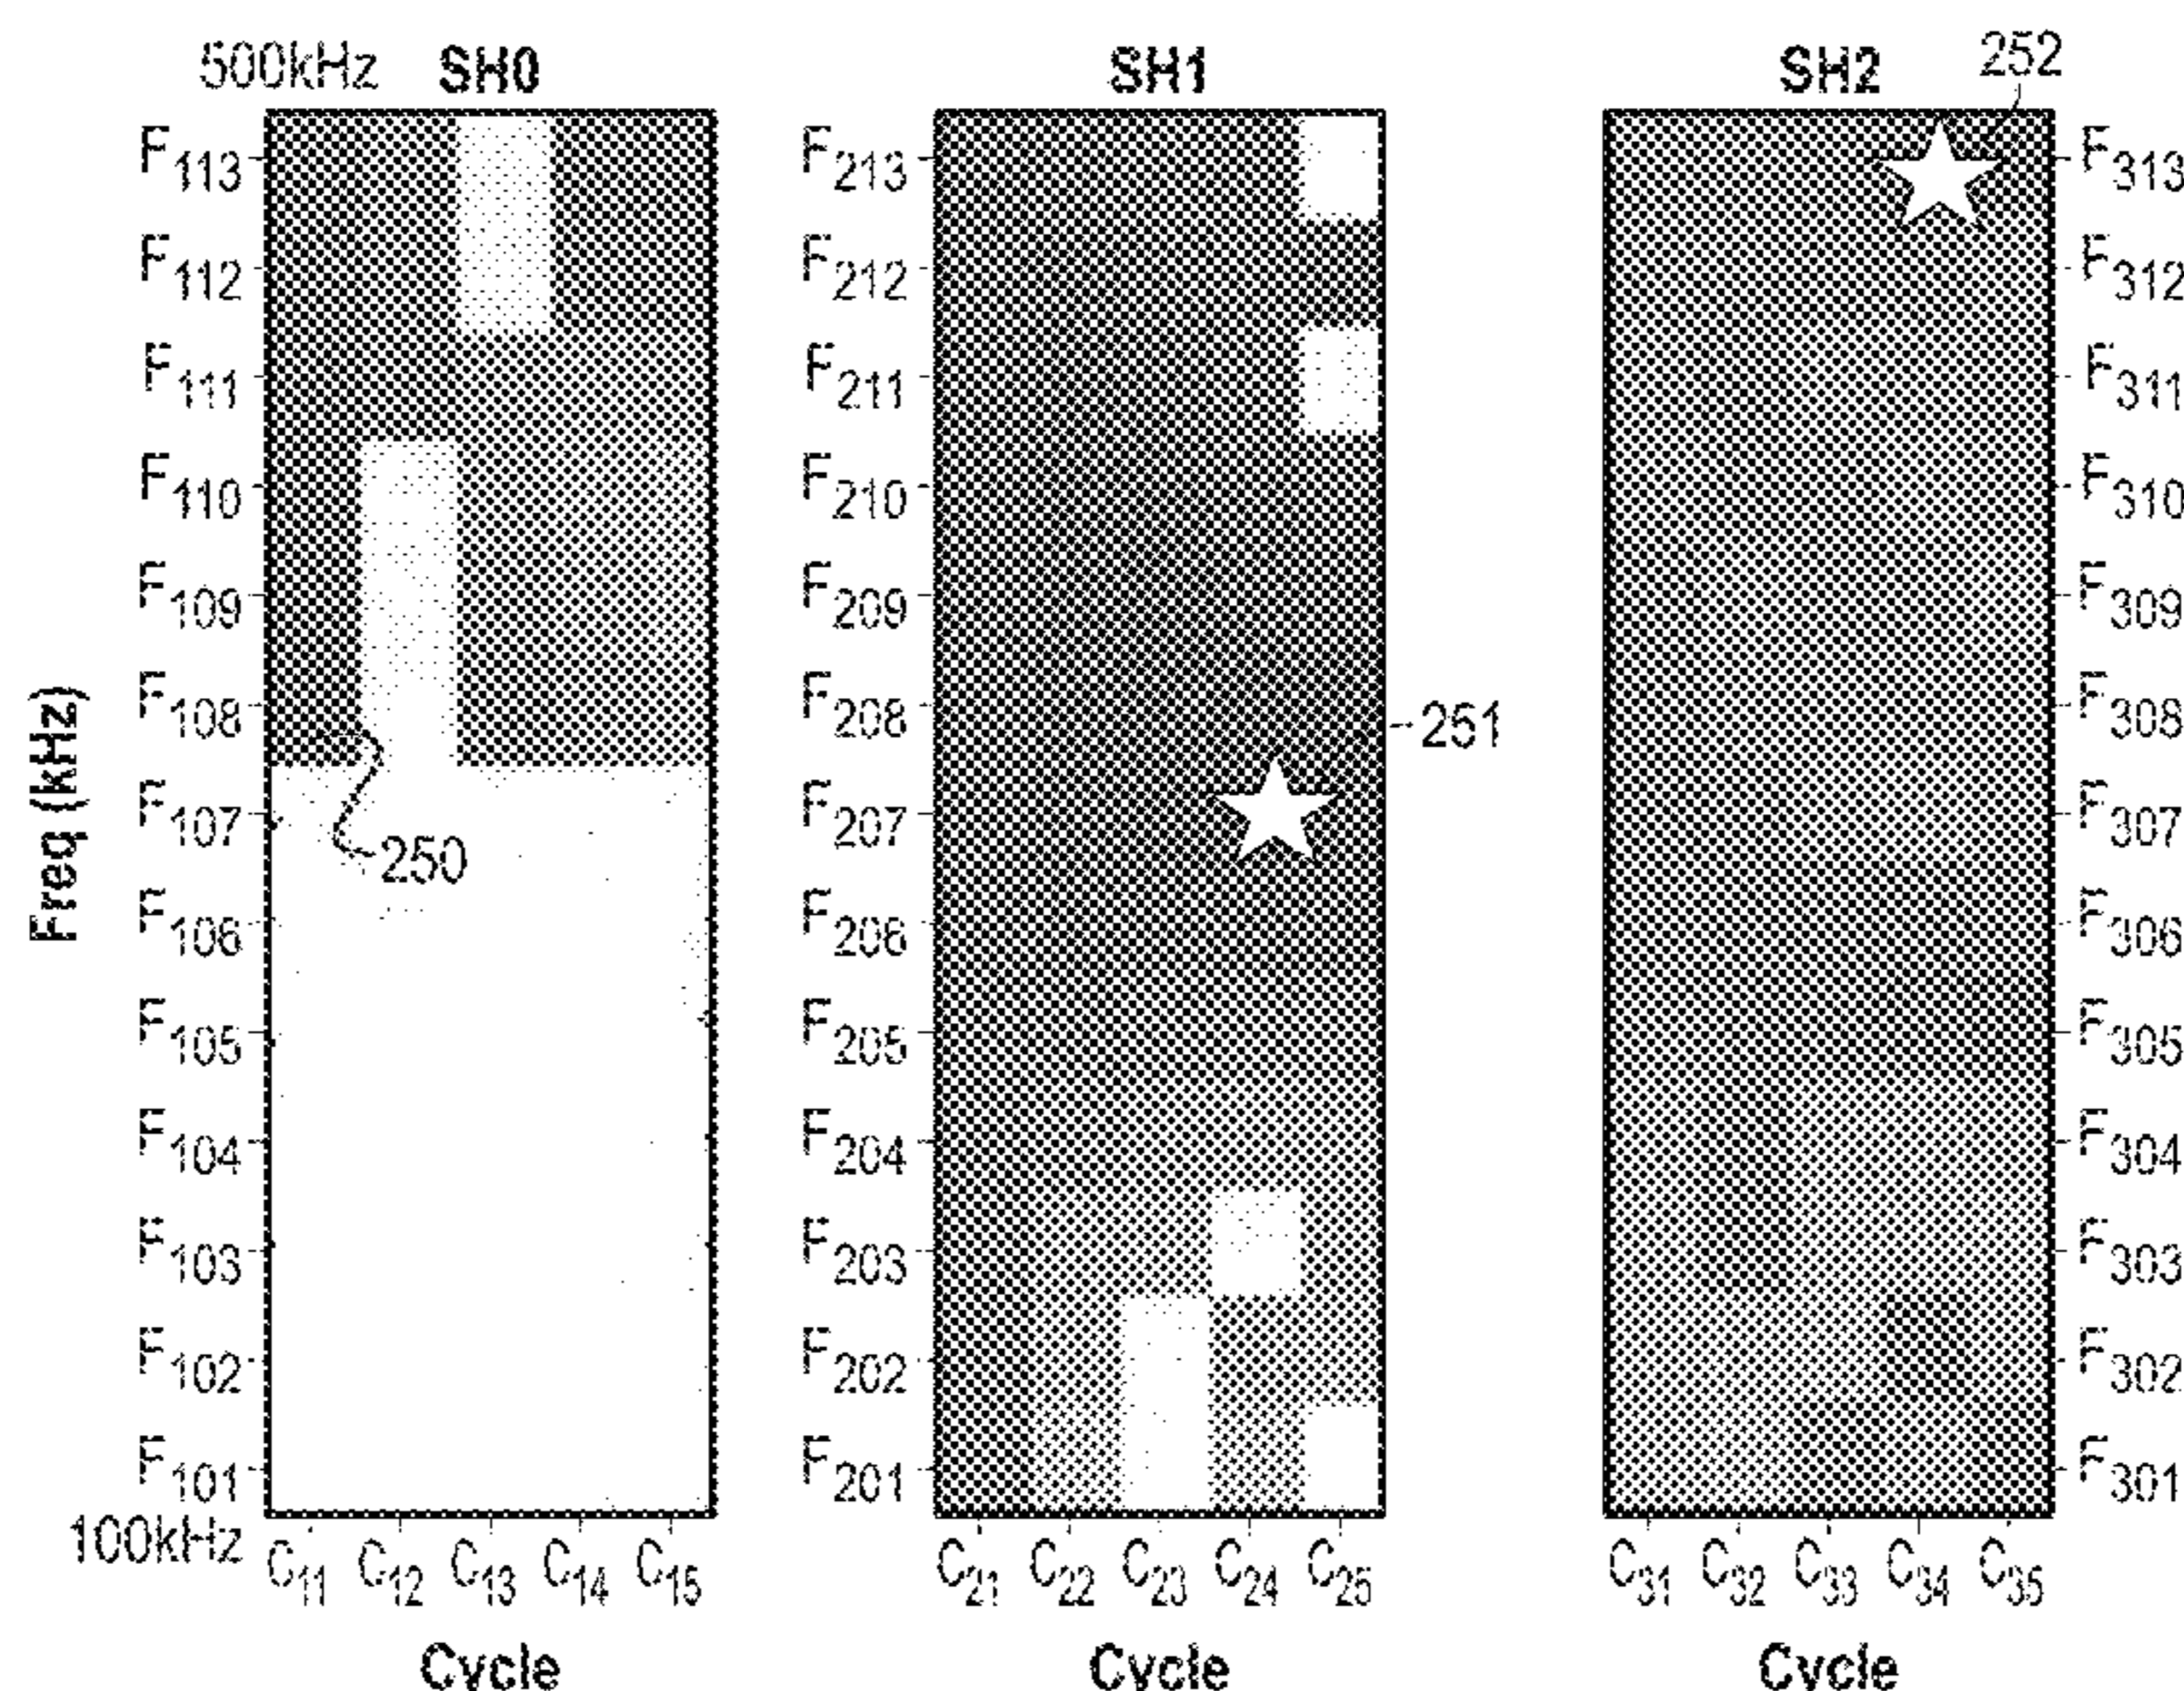 500kHz SH0 SH1 SH2 252
F113 F213 F313
F112 F212 F312
F111 F211 F311
F110 F210 F310
F109 F209 F309
F108 F208 F308
251
Freq (kHz)
F107 F207 F307
250
F106 F206 F306
F105 F205 F305
F104 F204 F304
F103 F203 F303
F102 F202 F302
F101 F201 F301
100kHz
C11 C12 C13 C14 C15 C21 C22 C23 C24 C25 C31 C32 C33 C34 C35
Cycle Cycle Cycle